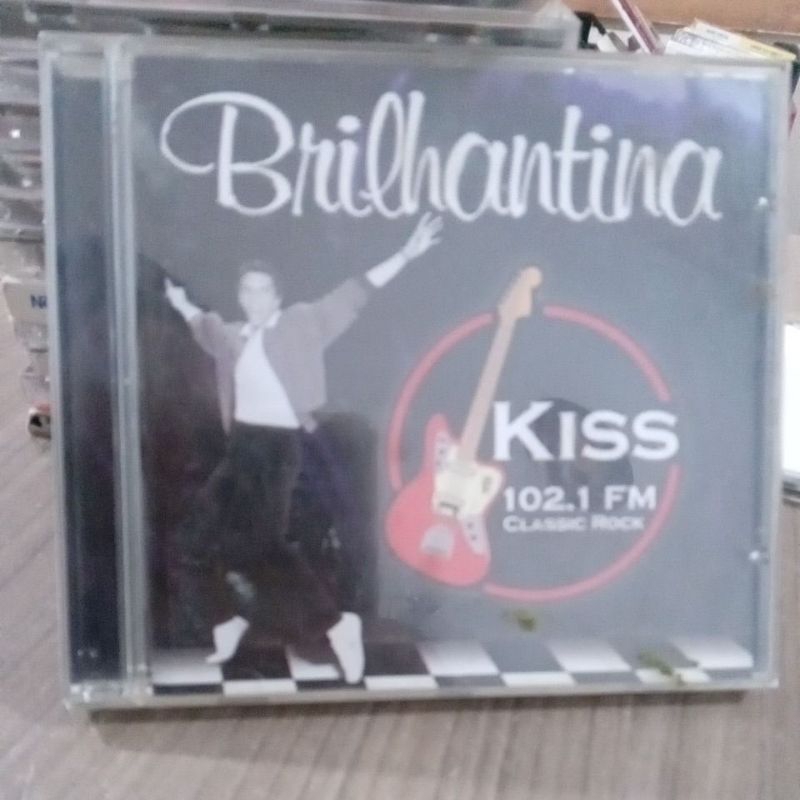 Brilhantina
KISS
102.1 FM
CLASSIC ROCK